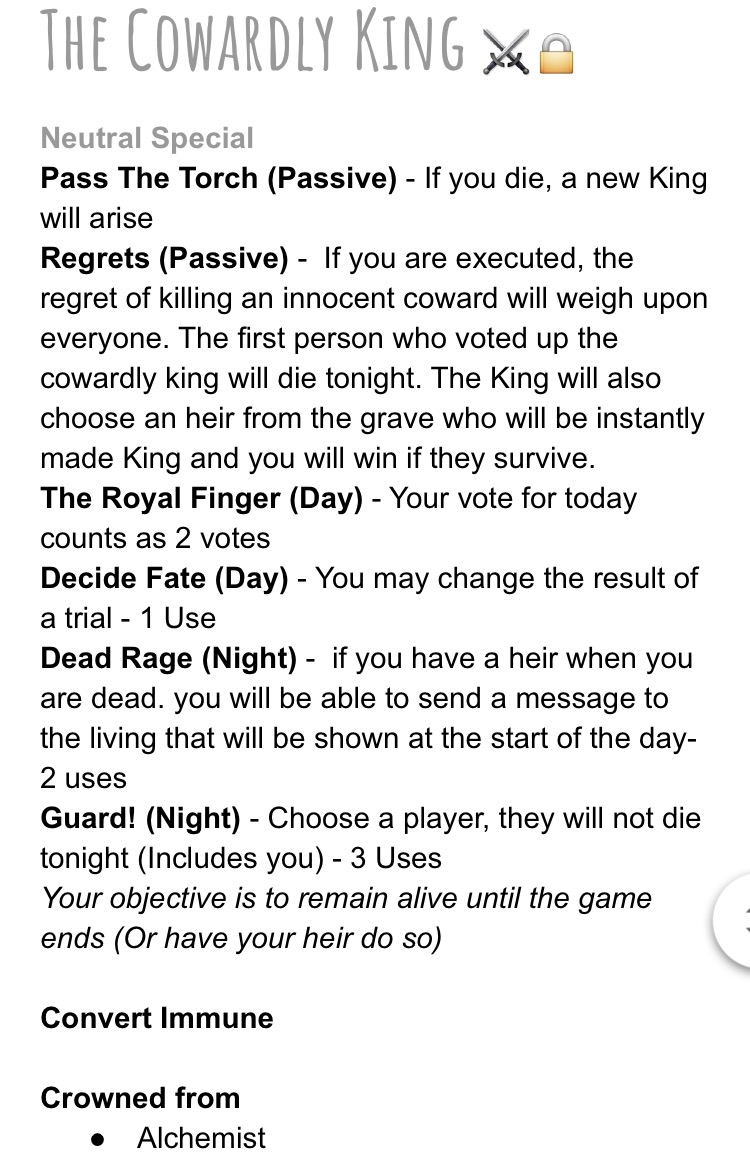 THE COWARDLY KING ⚔️🔒
Neutral Special
Pass The Torch (Passive) - If you die, a new King
will arise
Regrets (Passive) -  If you are executed, the
regret of killing an innocent coward will weigh upon
everyone. The first person who voted up the
cowardly king will die tonight. The King will also
choose an heir from the grave who will be instantly
made King and you will win if they survive.
The Royal Finger (Day) - Your vote for today
counts as 2 votes
Decide Fate (Day) - You may change the result of
a trial - 1 Use
Dead Rage (Night) -  if you have a heir when you
are dead. you will be able to send a message to
the living that will be shown at the start of the day-
2 uses
Guard! (Night) - Choose a player, they will not die
tonight (Includes you) - 3 Uses
Your objective is to remain alive until the game
ends (Or have your heir do so)
Convert Immune
Crowned from
● Alchemist